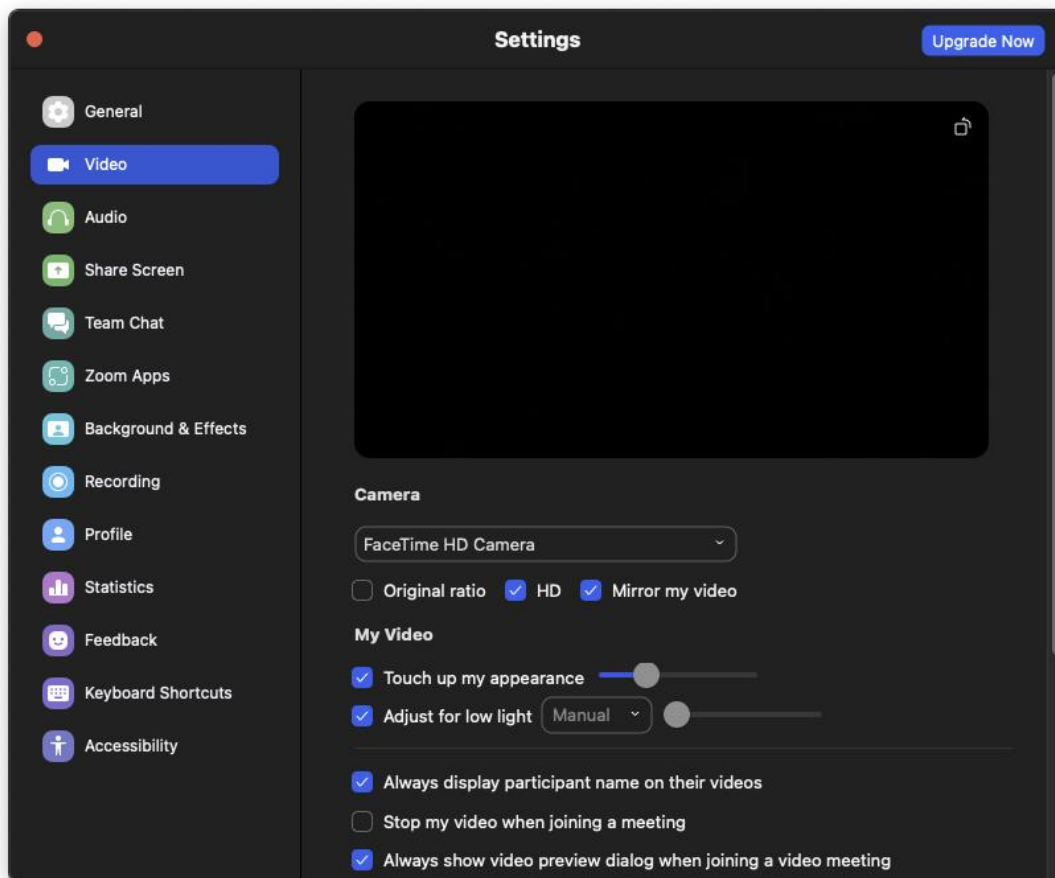 Settings
Upgrade Now
General
Video
Audio
Share Screen
Team Chat
Zoom Apps
Background & Effects
Recording
Profile
Statistics
Feedback
Keyboard Shortcuts
Accessibility
Camera
FaceTime HD Camera
Original ratio HD Mirror my video
My Video
Touch up my appearance
Adjust for low light Manual
Always display participant name on their videos
Stop my video when joining a meeting
Always show video preview dialog when joining a video meeting